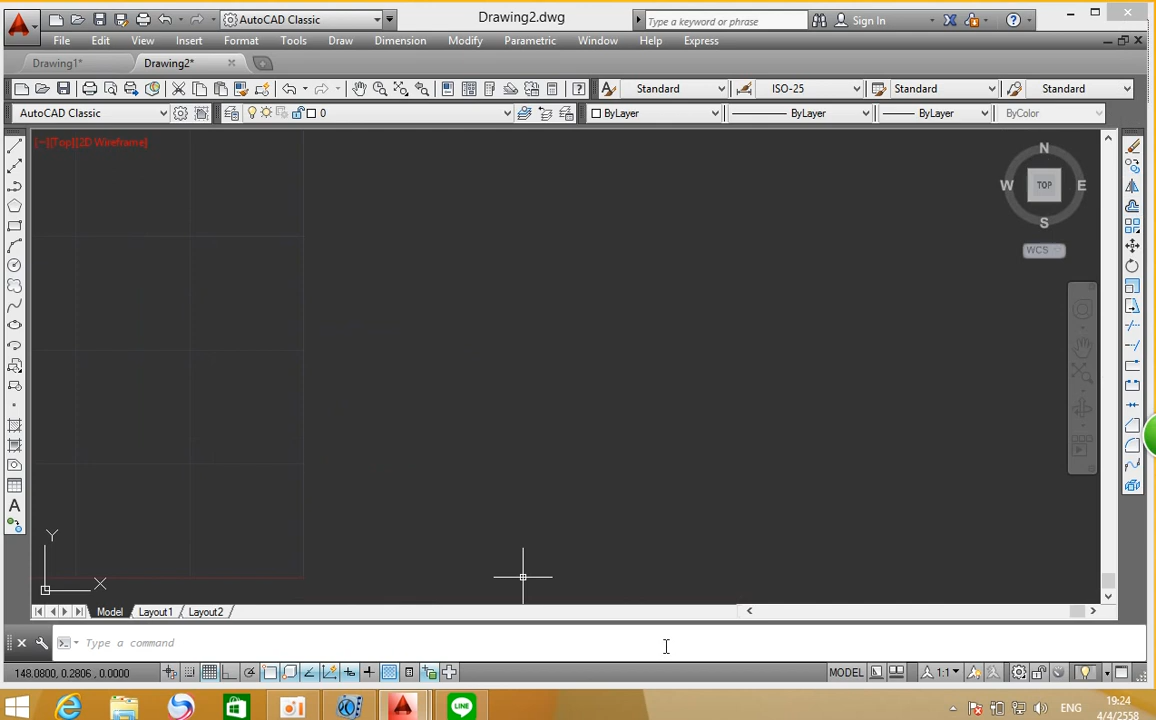 AutoCAD Classic
Drawing2.dwg
Type a keyword or phrase
Sign In
File Edit View Insert Format Tools Draw Dimension Modify Parametric Window Help Express
Drawing1* Drawing2*
Standard ISO-25 Standard Standard
AutoCAD Classic 0 ByLayer ByLayer ByLayer ByColor
[−][Top][2D Wireframe]
N
W TOP E
S
WCS
Y
X
Model Layout1 Layout2
Type a command
148.0800, 0.2806, 0.0000 MODEL 1:1
LINE
ENG
19:24
4/4/2558